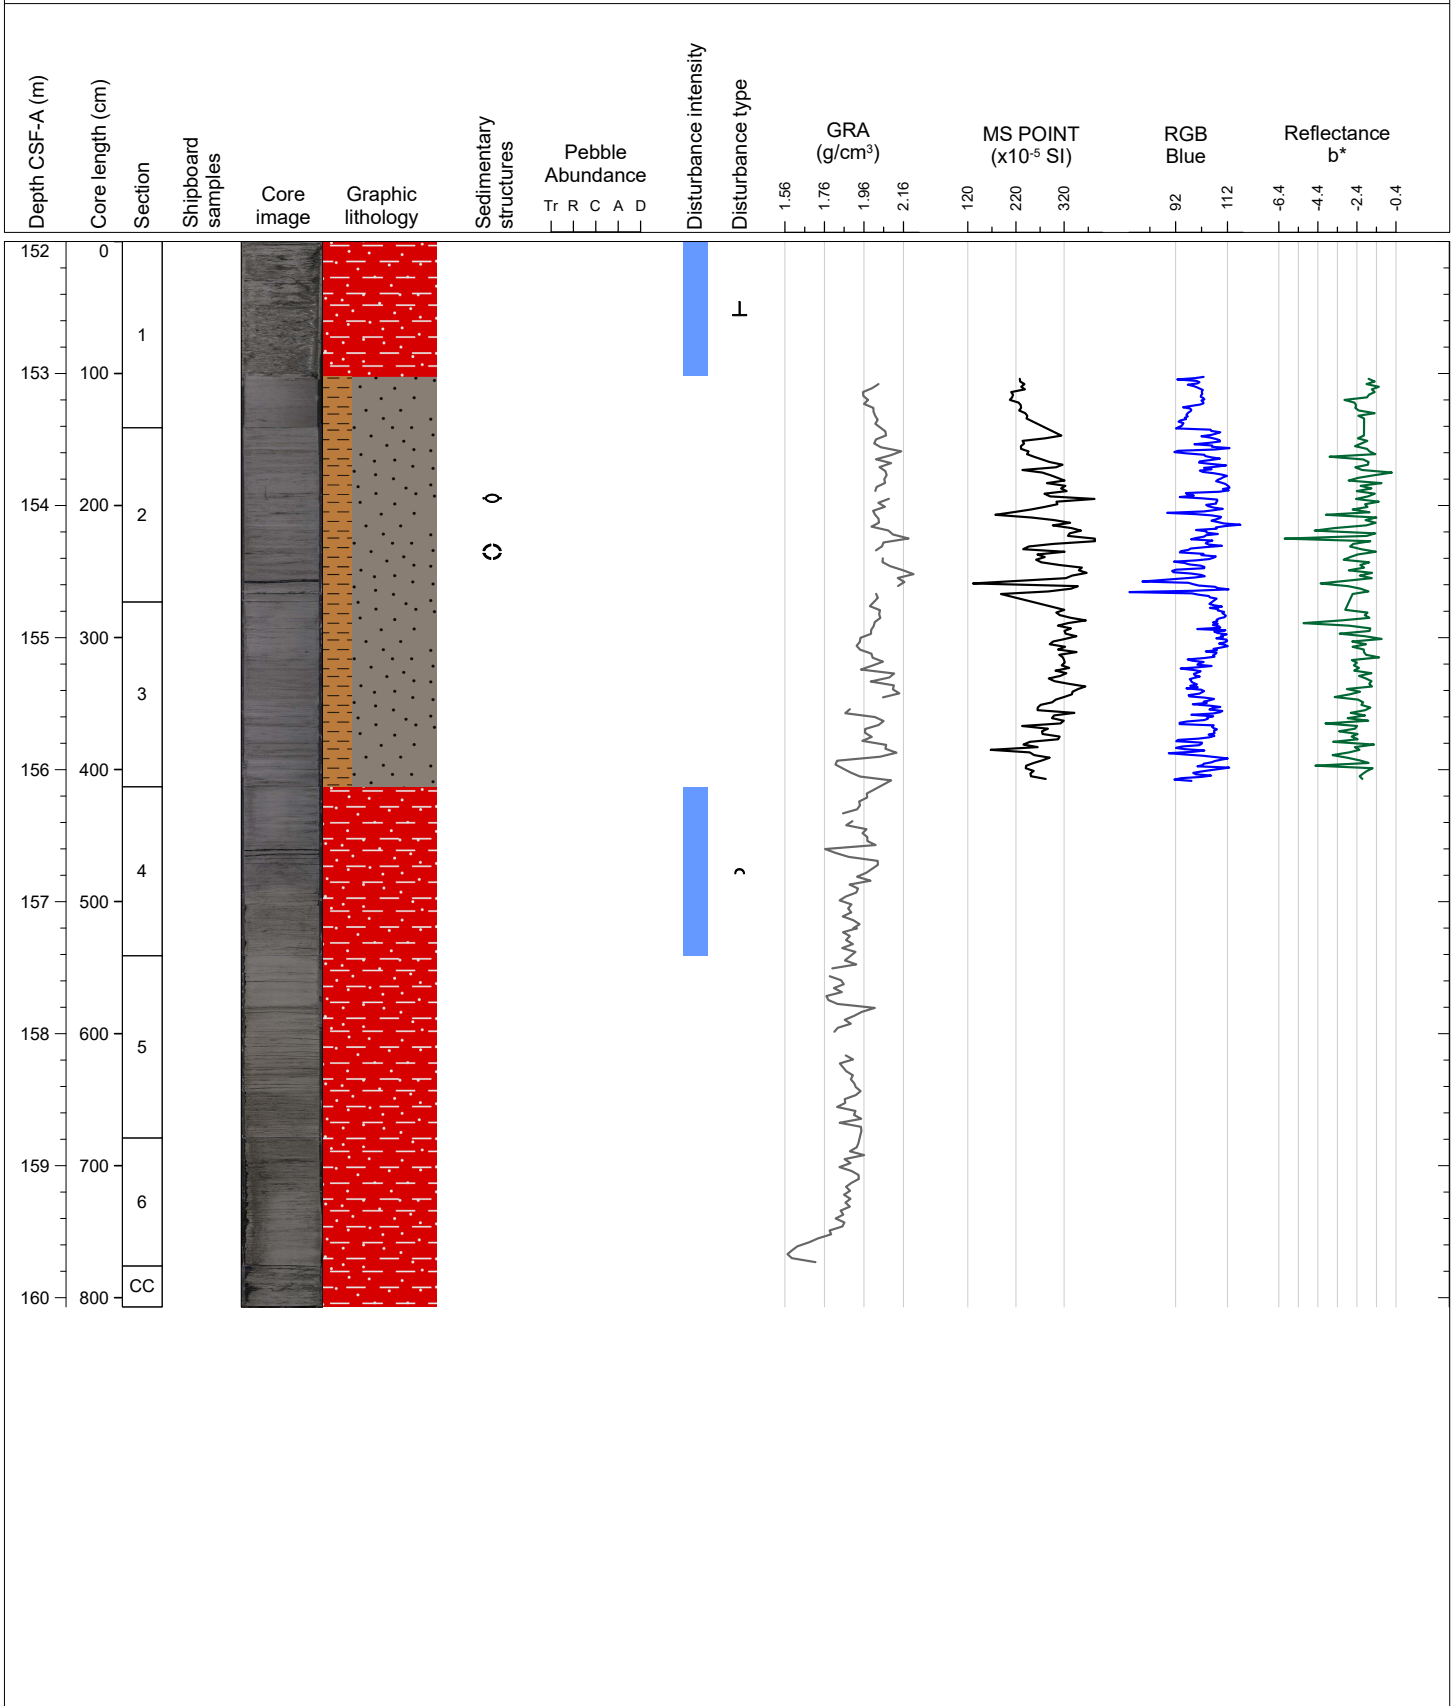 Depth CSF-A (m)
Core length (cm)
Section
Shipboard
samples
Core
image
Graphic
lithology
Sedimentary
structures
Pebble
Abundance
Tr R C A D
Disturbance intensity
Disturbance type
GRA
(g/cm³)
1.56 1.76 1.96 2.16
MS POINT
(x10⁻⁵ SI)
120 220 320
RGB
Blue
92 112
Reflectance
b*
-6.4 -4.4 -2.4 -0.4
152 0
1
153 100
154 200
2
155 300
3
156 400
4
157 500
158 600
5
159 700
6
CC
160 800